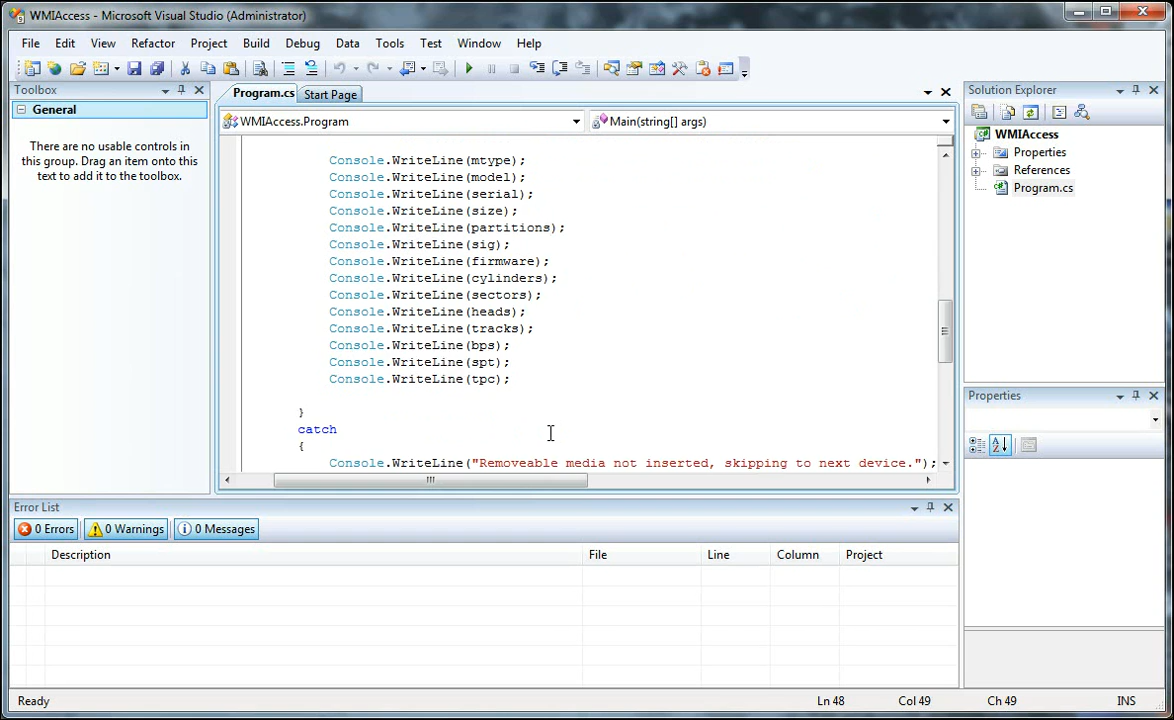 WMIAccess - Microsoft Visual Studio (Administrator)
File Edit View Refactor Project Build Debug Data Tools Test Window Help
Toolbox
General
There are no usable controls in
this group. Drag an item onto this
text to add it to the toolbox.
Program.cs Start Page
WMIAccess.Program Main(string[] args)
Console.WriteLine(mtype);
Console.WriteLine(model);
Console.WriteLine(serial);
Console.WriteLine(size);
Console.WriteLine(partitions);
Console.WriteLine(sig);
Console.WriteLine(firmware);
Console.WriteLine(cylinders);
Console.WriteLine(sectors);
Console.WriteLine(heads);
Console.WriteLine(tracks);
Console.WriteLine(bps);
Console.WriteLine(spt);
Console.WriteLine(tpc);
}
catch
{
Console.WriteLine("Removeable media not inserted, skipping to next device.");
Solution Explorer
WMIAccess
Properties
References
Program.cs
Properties
Error List
0 Errors 0 Warnings 0 Messages
Description File Line Column Project
Ready Ln 48 Col 49 Ch 49 INS